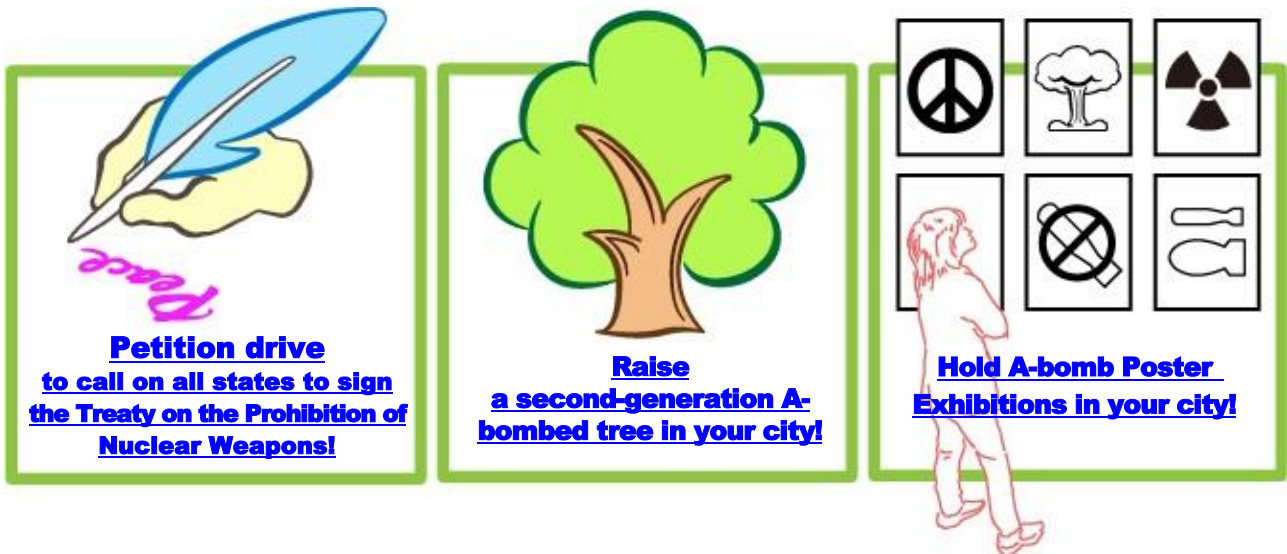 Peace
Petition drive
to call on all states to sign
the Treaty on the Prohibition of
Nuclear Weapons!
Raise
a second-generation A-
bombed tree in your city!
Hold A-bomb Poster
Exhibitions in your city!